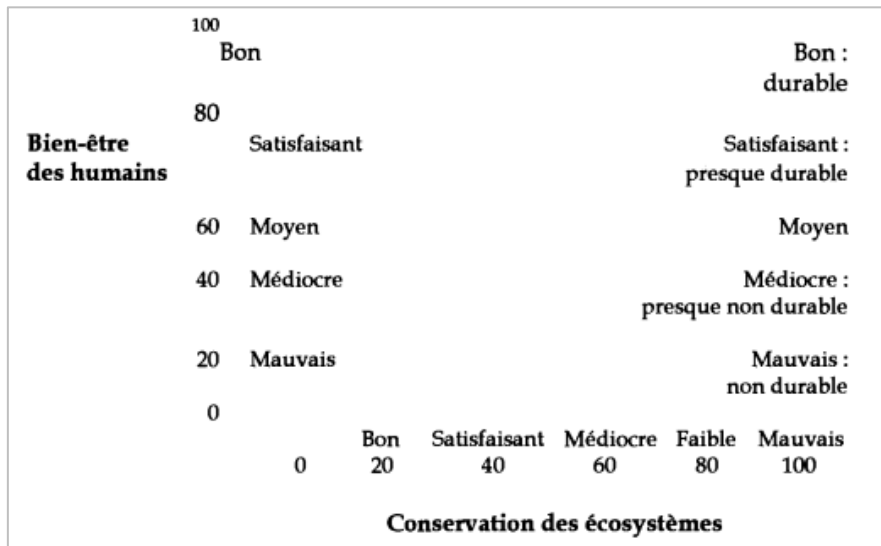 100
Bon Bon :
durable
80
Bien-être Satisfaisant Satisfaisant :
des humains presque durable
60 Moyen Moyen
40 Médiocre Médiocre :
presque non durable
20 Mauvais Mauvais :
non durable
0
Bon Satisfaisant Médiocre Faible Mauvais
0 20 40 60 80 100
Conservation des écosystèmes